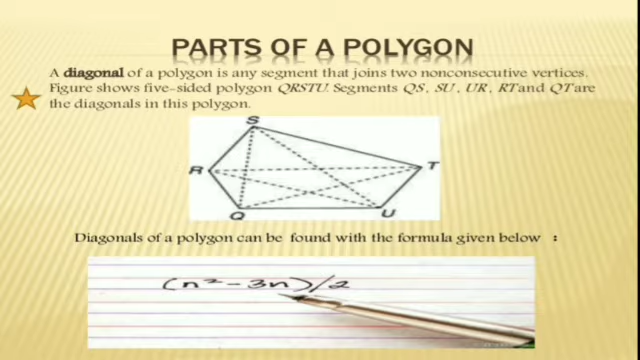 PARTS OF A POLYGON
A diagonal of a polygon is any segment that joins two nonconsecutive vertices.
Figure shows five-sided polygon QRSTU. Segments QS, SU , UR , RT and QT are
the diagonals in this polygon.
S
R
T
Q
U
Diagonals of a polygon can be found with the formula given below :
(n² - 3n)/2